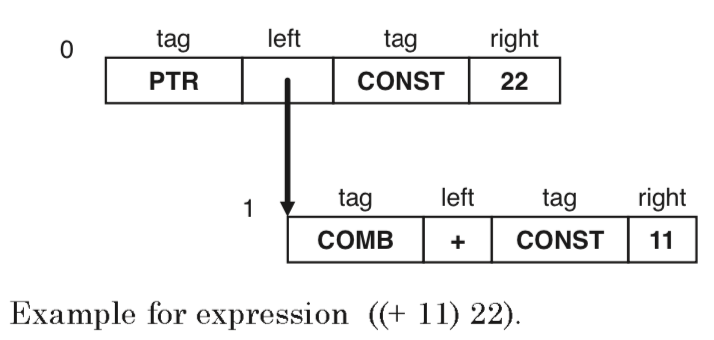 0 tag left tag right
PTR CONST 22
1 tag left tag right
COMB + CONST 11
Example for expression ((+ 11) 22).